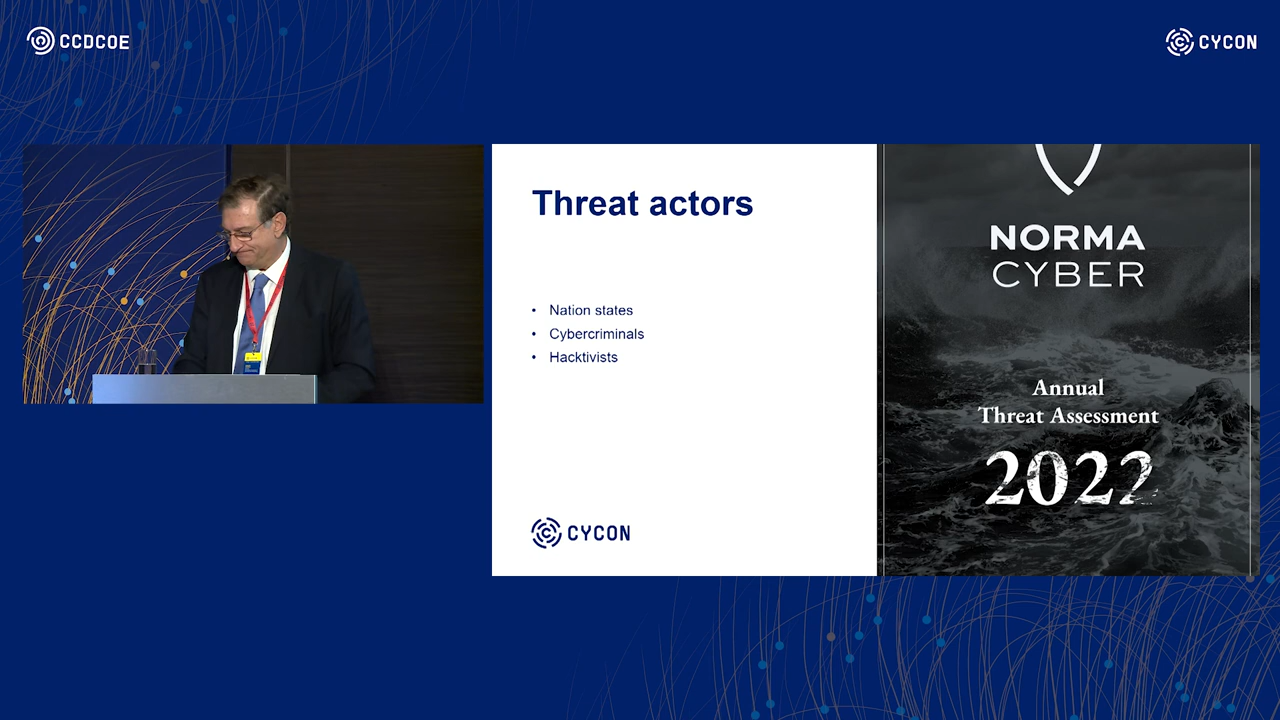 CCDCOE
CYCON
Threat actors
• Nation states
• Cybercriminals
• Hacktivists
CYCON
NORMA
CYBER
Annual
Threat Assessment
2022